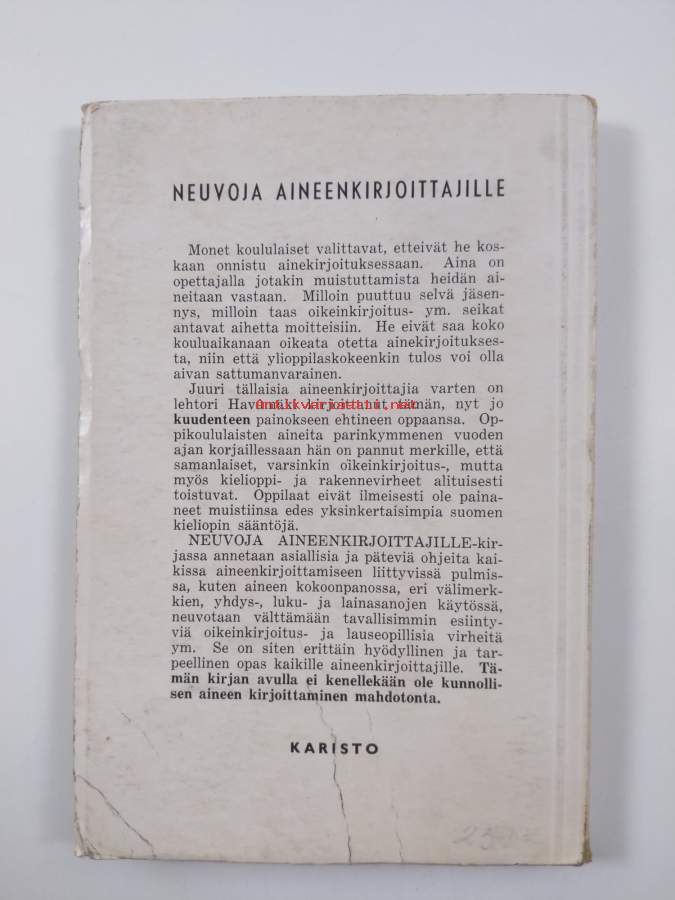 NEUVOJA AINEENKIRJOITTAJILLE
Monet koululaiset valittavat, etteivät he kos-
kaan onnistu ainekirjoituksessaan. Aina on
opettajalla jotakin muistuttamista heidän ai-
neitaan vastaan. Milloin puuttuu selvä jäsen-
nys, milloin taas oikeinkirjoitus- ym. seikat
antavat aihetta moitteisiin. He eivät saa koko
kouluaikanaan oikeata otetta ainekirjoitukses-
ta, niin että ylioppilaskokeenkin tulos voi olla
aivan sattumanvarainen.
Juuri tällaisia aineenkirjoittajia varten on
lehtori Havumäki kirjoittanut tämän, nyt jo
kuudenteen painokseen ehtineen oppaansa. Op-
pikoululaisten aineita parinkymmenen vuoden
ajan korjaillessaan hän on pannut merkille, että
samanlaiset, varsinkin oikeinkirjoitus-, mutta
myös kielioppi- ja rakennevirheet alituisesti
toistuvat. Oppilaat eivät ilmeisesti ole paina-
neet muistiinsa edes yksinkertaisimpia suomen
kieliopin sääntöjä.
NEUVOJA AINEENKIRJOITTAJILLE-kir-
jassa annetaan asiallisia ja päteviä ohjeita kai-
kissa aineenkirjoittamiseen liittyvissä pulmis-
sa, kuten aineen kokoonpanossa, eri välimerk-
kien, yhdys-, luku- ja lainasanojen käytössä,
neuvotaan välttämään tavallisimmin esiinty-
viä oikeinkirjoitus- ja lauseopillisia virheitä
ym. Se on siten erittäin hyödyllinen ja tar-
peellinen opas kaikille aineenkirjoittajille. Tä-
män kirjan avulla ei kenellekään ole kunnolli-
sen aineen kirjoittaminen mahdotonta.
KARISTO